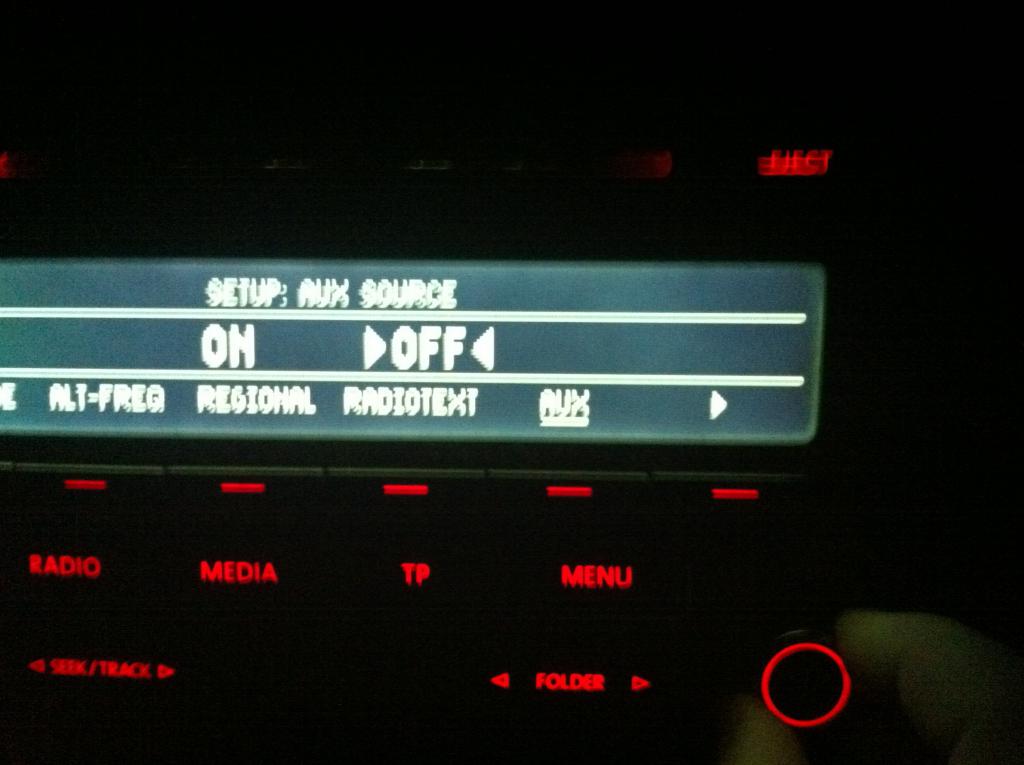 EJECT
SETUP: AUX SOURCE
ON OFF
ALT-FREQ REGIONAL RADIOTEXT AUX
RADIO MEDIA TP MENU
SEEK/TRACK FOLDER